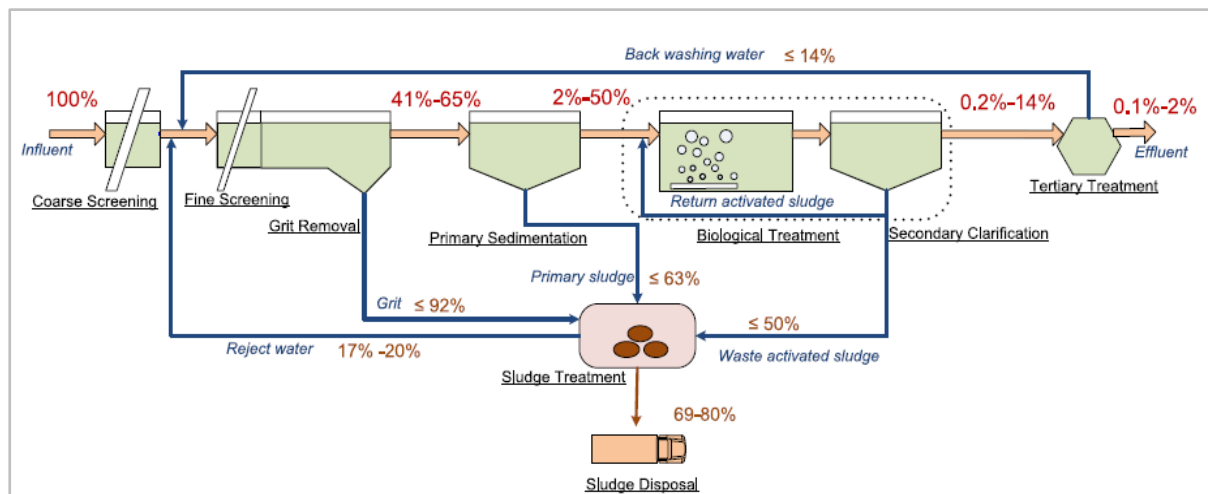 Back washing water ≤ 14%
100% 41%-65% 2%-50% 0.2%-14% 0.1%-2%
Influent
Effluent
Tertiary Treatment
Coarse Screening Fine Screening
Return activated sludge
Grit Removal
Primary Sedimentation
Biological Treatment
Secondary Clarification
Primary sludge ≤ 63%
Grit ≤ 92%
≤ 50%
Reject water 17% -20%
Waste activated sludge
Sludge Treatment
69-80%
Sludge Disposal